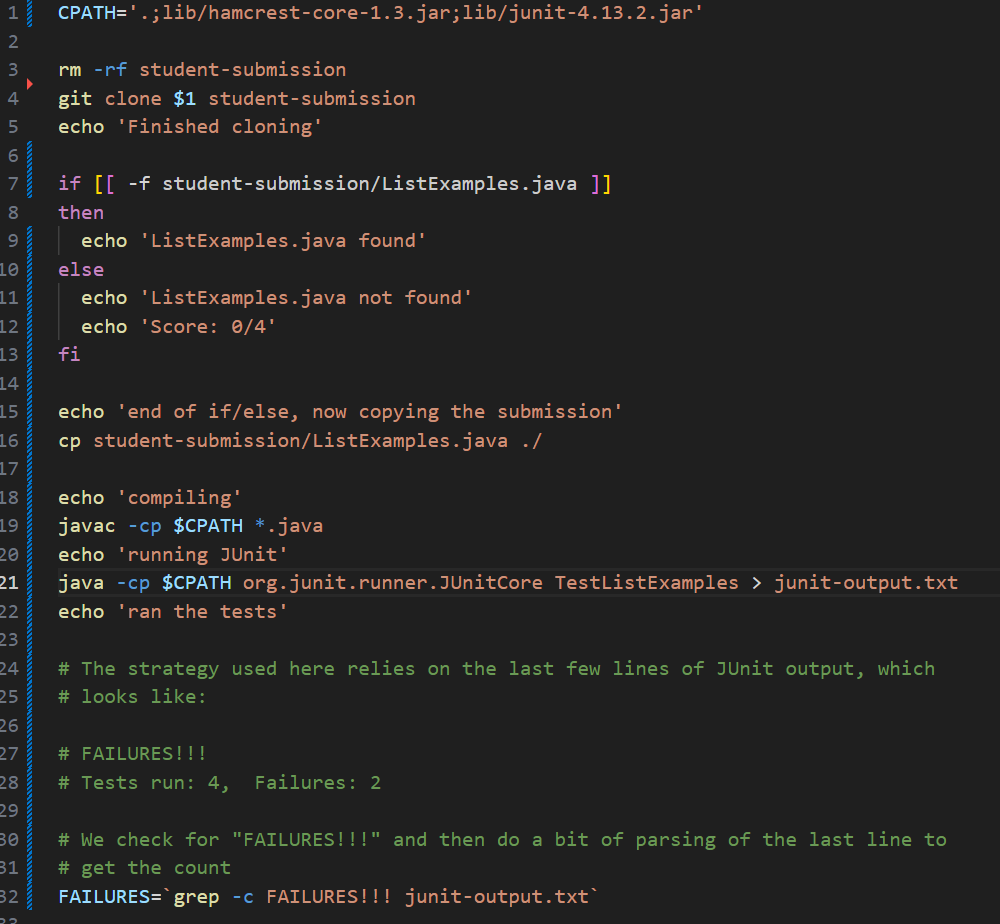 1 CPATH='.;lib/hamcrest-core-1.3.jar;lib/junit-4.13.2.jar'
2
3 rm -rf student-submission
4 git clone $1 student-submission
5 echo 'Finished cloning'
6
7 if [[ -f student-submission/ListExamples.java ]]
8 then
9 echo 'ListExamples.java found'
10 else
11 echo 'ListExamples.java not found'
12 echo 'Score: 0/4'
13 fi
14
15 echo 'end of if/else, now copying the submission'
16 cp student-submission/ListExamples.java ./
17
18 echo 'compiling'
19 javac -cp $CPATH *.java
20 echo 'running JUnit'
21 java -cp $CPATH org.junit.runner.JUnitCore TestListExamples > junit-output.txt
22 echo 'ran the tests'
23
24 # The strategy used here relies on the last few lines of JUnit output, which
25 # looks like:
26
27 # FAILURES!!!
28 # Tests run: 4,  Failures: 2
29
30 # We check for "FAILURES!!!" and then do a bit of parsing of the last line to
31 # get the count
32 FAILURES=`grep -c FAILURES!!! junit-output.txt`
33